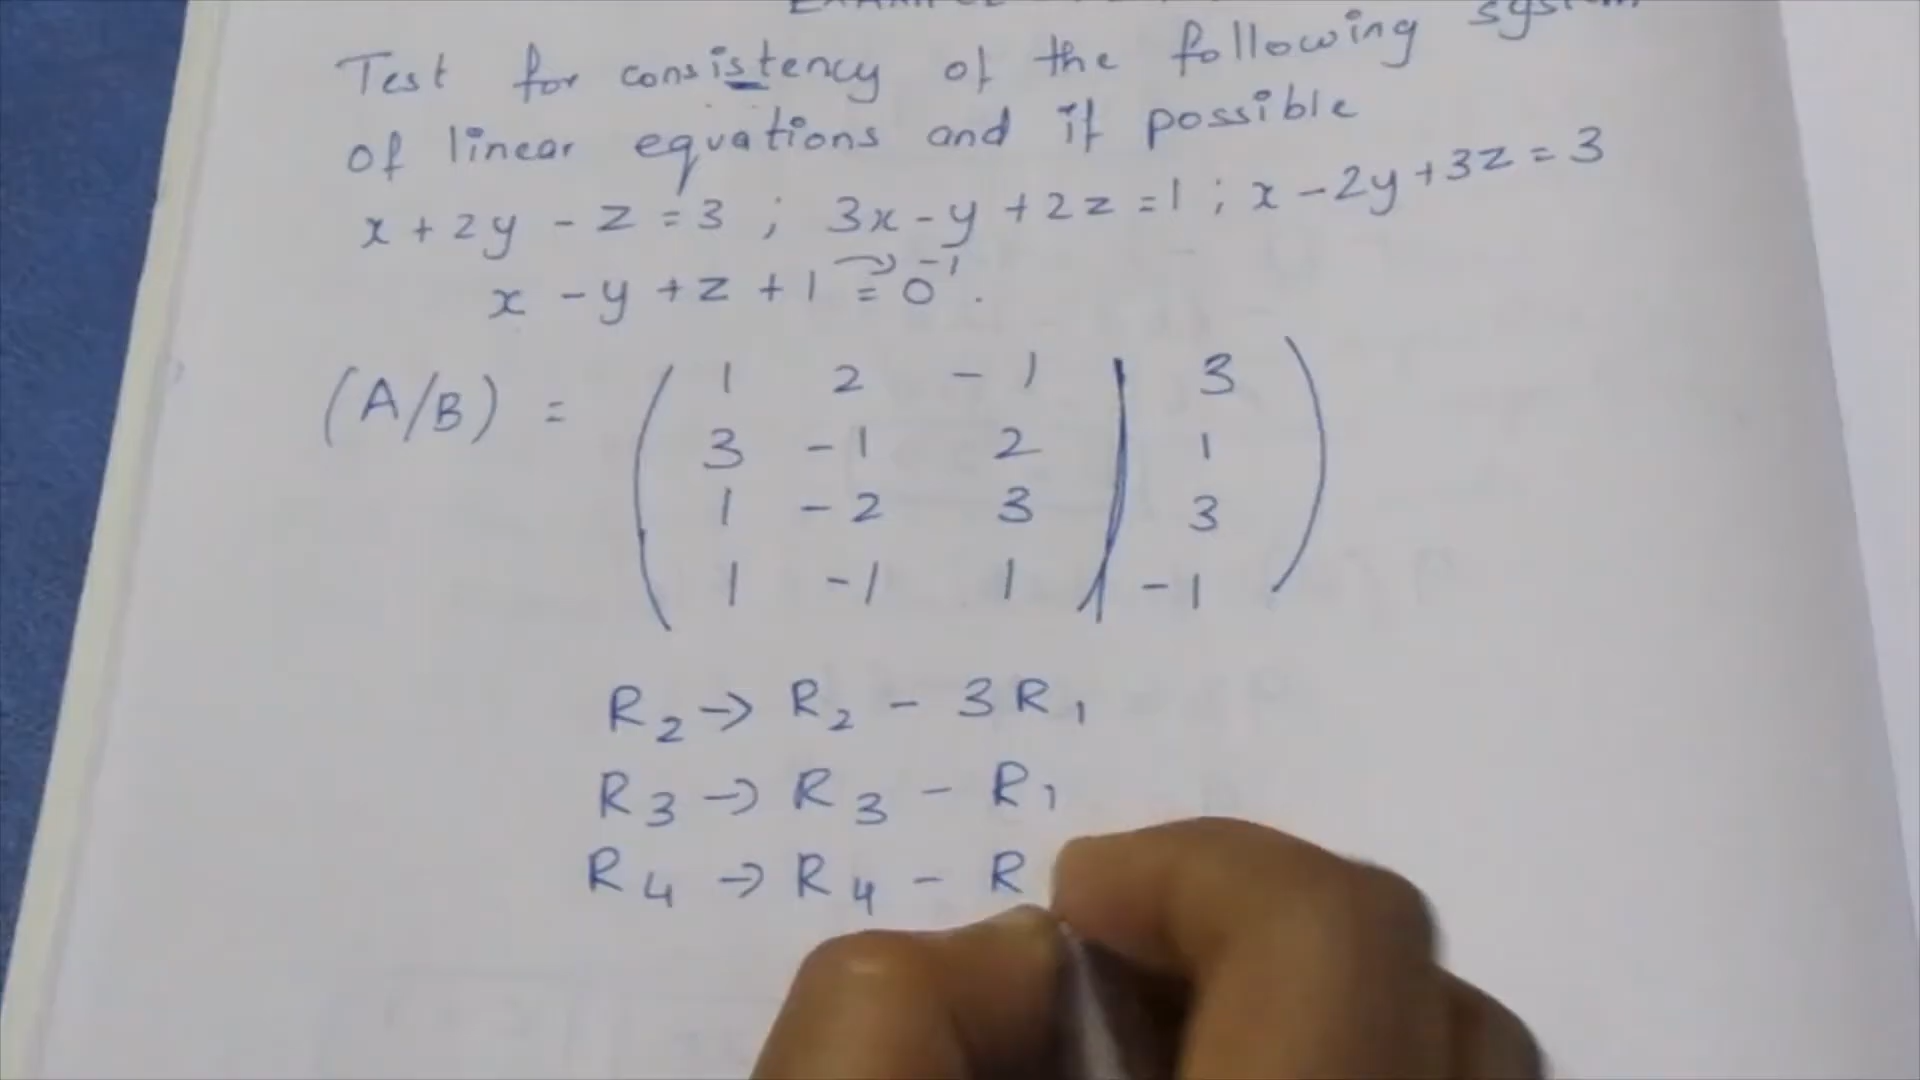 Test for consistency of the following system
of linear equations and if possible
x + 2y - z = 3 ; 3x - y + 2z = 1 ; x - 2y + 3z = 3
x - y + z + 1 = 0 -1 .
(A/B) = ( 1 2 -1 | 3 )
3 -1 2 | 1
1 -2 3 | 3
1 -1 1 | -1
R2 → R2 - 3R1
R3 → R3 - R1
R4 → R4 - R